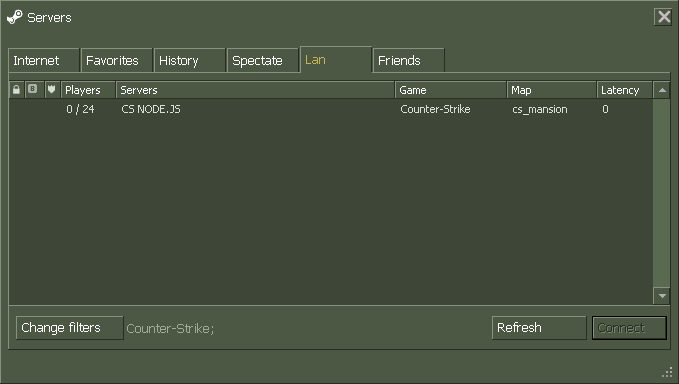 Servers
Internet Favorites History Spectate Lan Friends
B Players Servers Game Map Latency
0 / 24 CS NODE.JS Counter-Strike cs_mansion 0
Change filters Counter-Strike; Refresh Connect